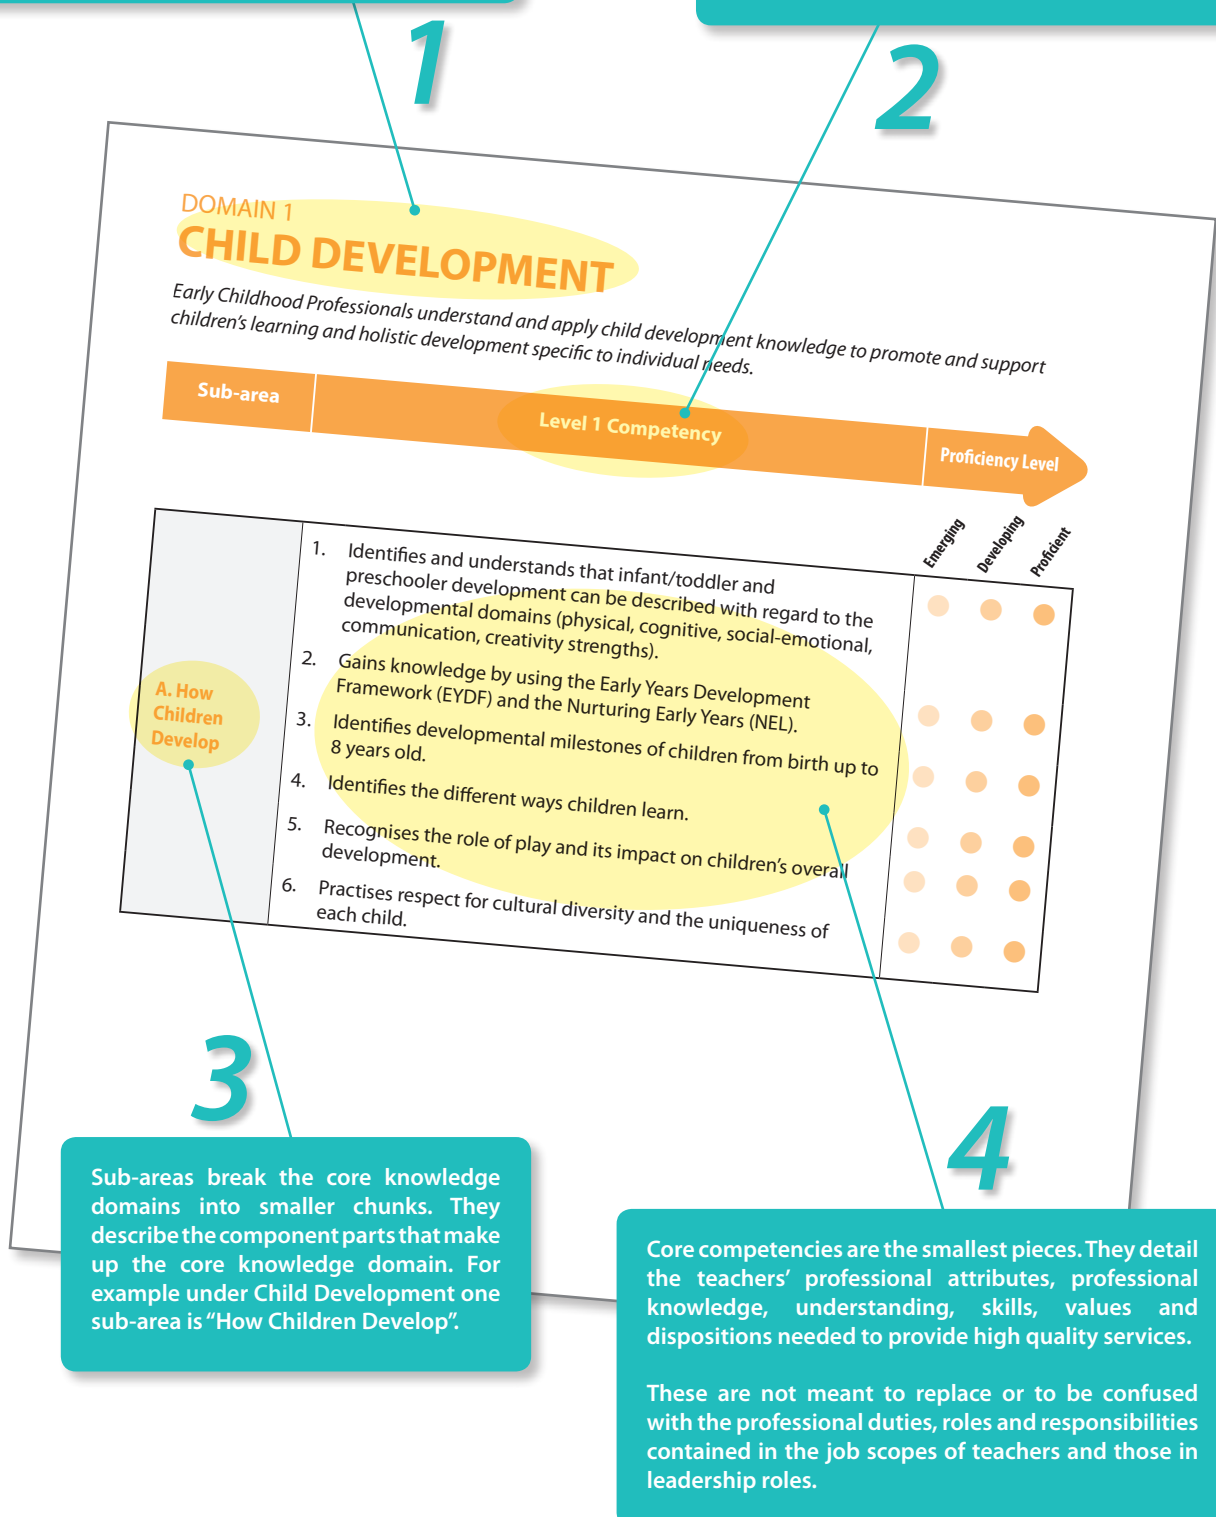 1
2
DOMAIN 1
CHILD DEVELOPMENT
Early Childhood Professionals understand and apply child development knowledge to promote and support
children's learning and holistic development specific to individual needs.
Sub-area
Level 1 Competency
Proficiency Level
Emerging
Developing
Proficient
A. How
Children
Develop
1. Identifies and understands that infant/toddler and
preschooler development can be described with regard to the
developmental domains (physical, cognitive, social-emotional,
communication, creativity strengths).
2. Gains knowledge by using the Early Years Development
Framework (EYDF) and the Nurturing Early Years (NEL).
3. Identifies developmental milestones of children from birth up to
8 years old.
4. Identifies the different ways children learn.
5. Recognises the role of play and its impact on children's overall
development.
6. Practises respect for cultural diversity and the uniqueness of
each child.
3
Sub-areas break the core knowledge
domains into smaller chunks. They
describe the component parts that make
up the core knowledge domain. For
example under Child Development one
sub-area is “How Children Develop”.
4
Core competencies are the smallest pieces. They detail
the teachers’ professional attributes, professional
knowledge, understanding, skills, values and
dispositions needed to provide high quality services.
These are not meant to replace or to be confused
with the professional duties, roles and responsibilities
contained in the job scopes of teachers and those in
leadership roles.